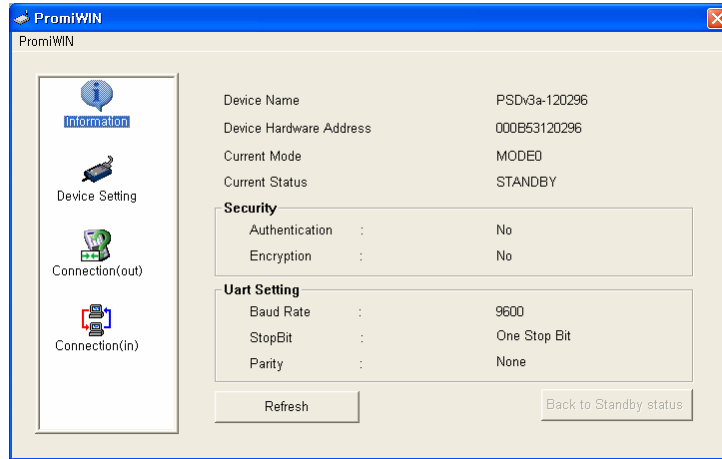 PromiWIN
PromiWIN
Information
Device Setting
Connection(out)
Connection(in)
Device Name PSDv3a-120296
Device Hardware Address 000B53120296
Current Mode MODE0
Current Status STANDBY
Security
Authentication : No
Encryption : No
Uart Setting
Baud Rate : 9600
StopBit : One Stop Bit
Parity : None
Refresh Back to Standby status